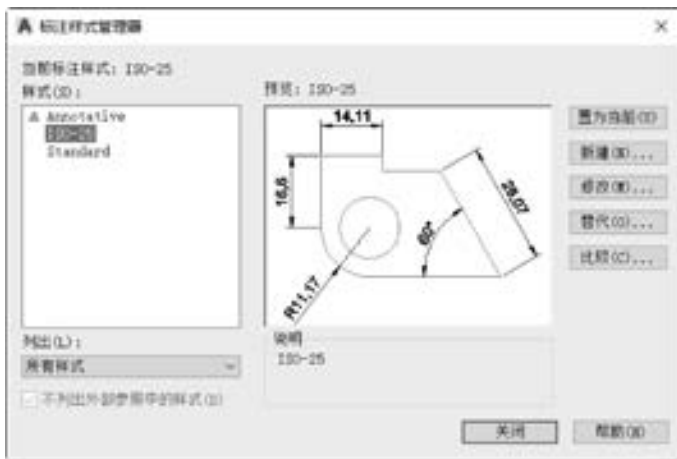 标注样式管理器
当前标注样式: ISO-25
样式(S):
Annotative
ISO-25
Standard
预览: ISO-25
14,11
16,6
28,07
60°
R11,17
置为当前(U)
新建(N)...
修改(M)...
替代(O)...
比较(C)...
列出(L):
所有样式
不列出外部参照中的样式(D)
说明
ISO-25
关闭
帮助(H)